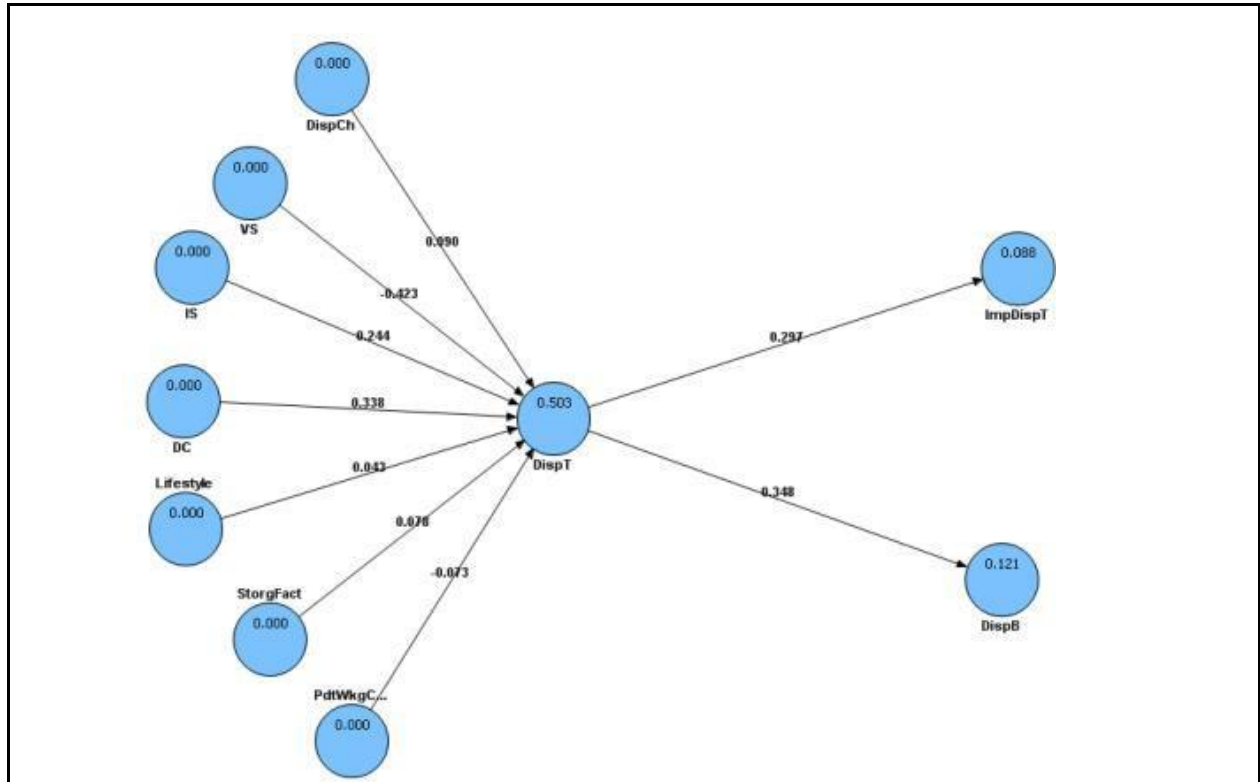 0.000
DispCh
0.000
VS
0.090
0.000
IS
-0.423
0.088
ImpDispT
0.244
0.297
0.000
DC
0.338
0.503
DispT
Lifestyle
0.000
0.043
0.348
0.078
StorgFact
0.000
-0.073
0.121
DispB
PdtWkgC...
0.000